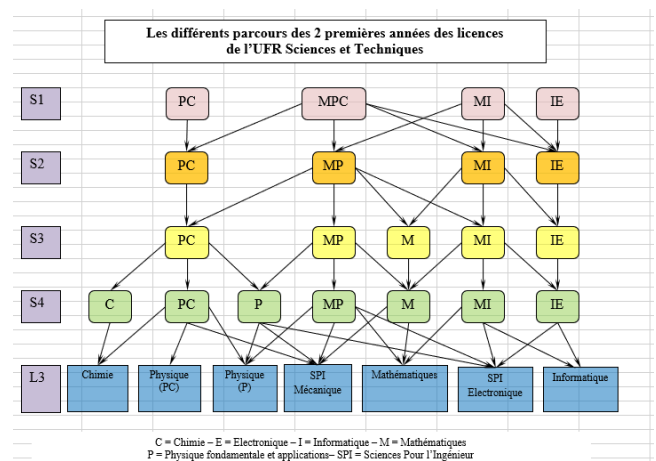 Les différents parcours des 2 premières années des licences
de l'UFR Sciences et Techniques
S1
PC
MPC
MI
IE
S2
PC
MP
MI
IE
S3
PC
MP
M
MI
IE
S4
C
PC
P
MP
M
MI
IE
L3
Chimie
Physique
(PC)
Physique
(P)
SPI
Mécanique
Mathématiques
SPI
Electronique
Informatique
C = Chimie – E = Electronique – I = Informatique – M = Mathématiques
P = Physique fondamentale et applications– SPI = Sciences Pour l'Ingénieur